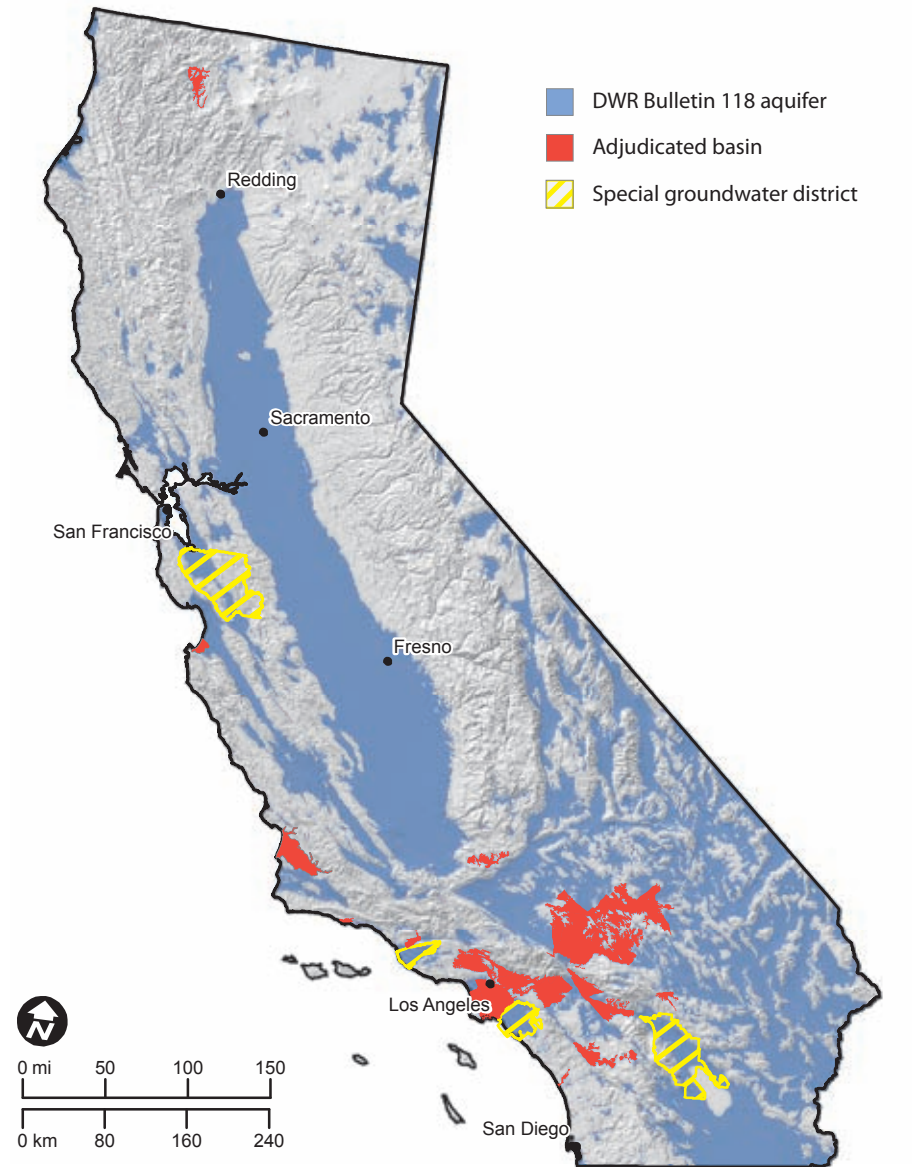 DWR Bulletin 118 aquifer
Adjudicated basin
Special groundwater district
Redding
Sacramento
San Francisco
Fresno
Los Angeles
San Diego
N
0 mi 50 100 150
0 km 80 160 240